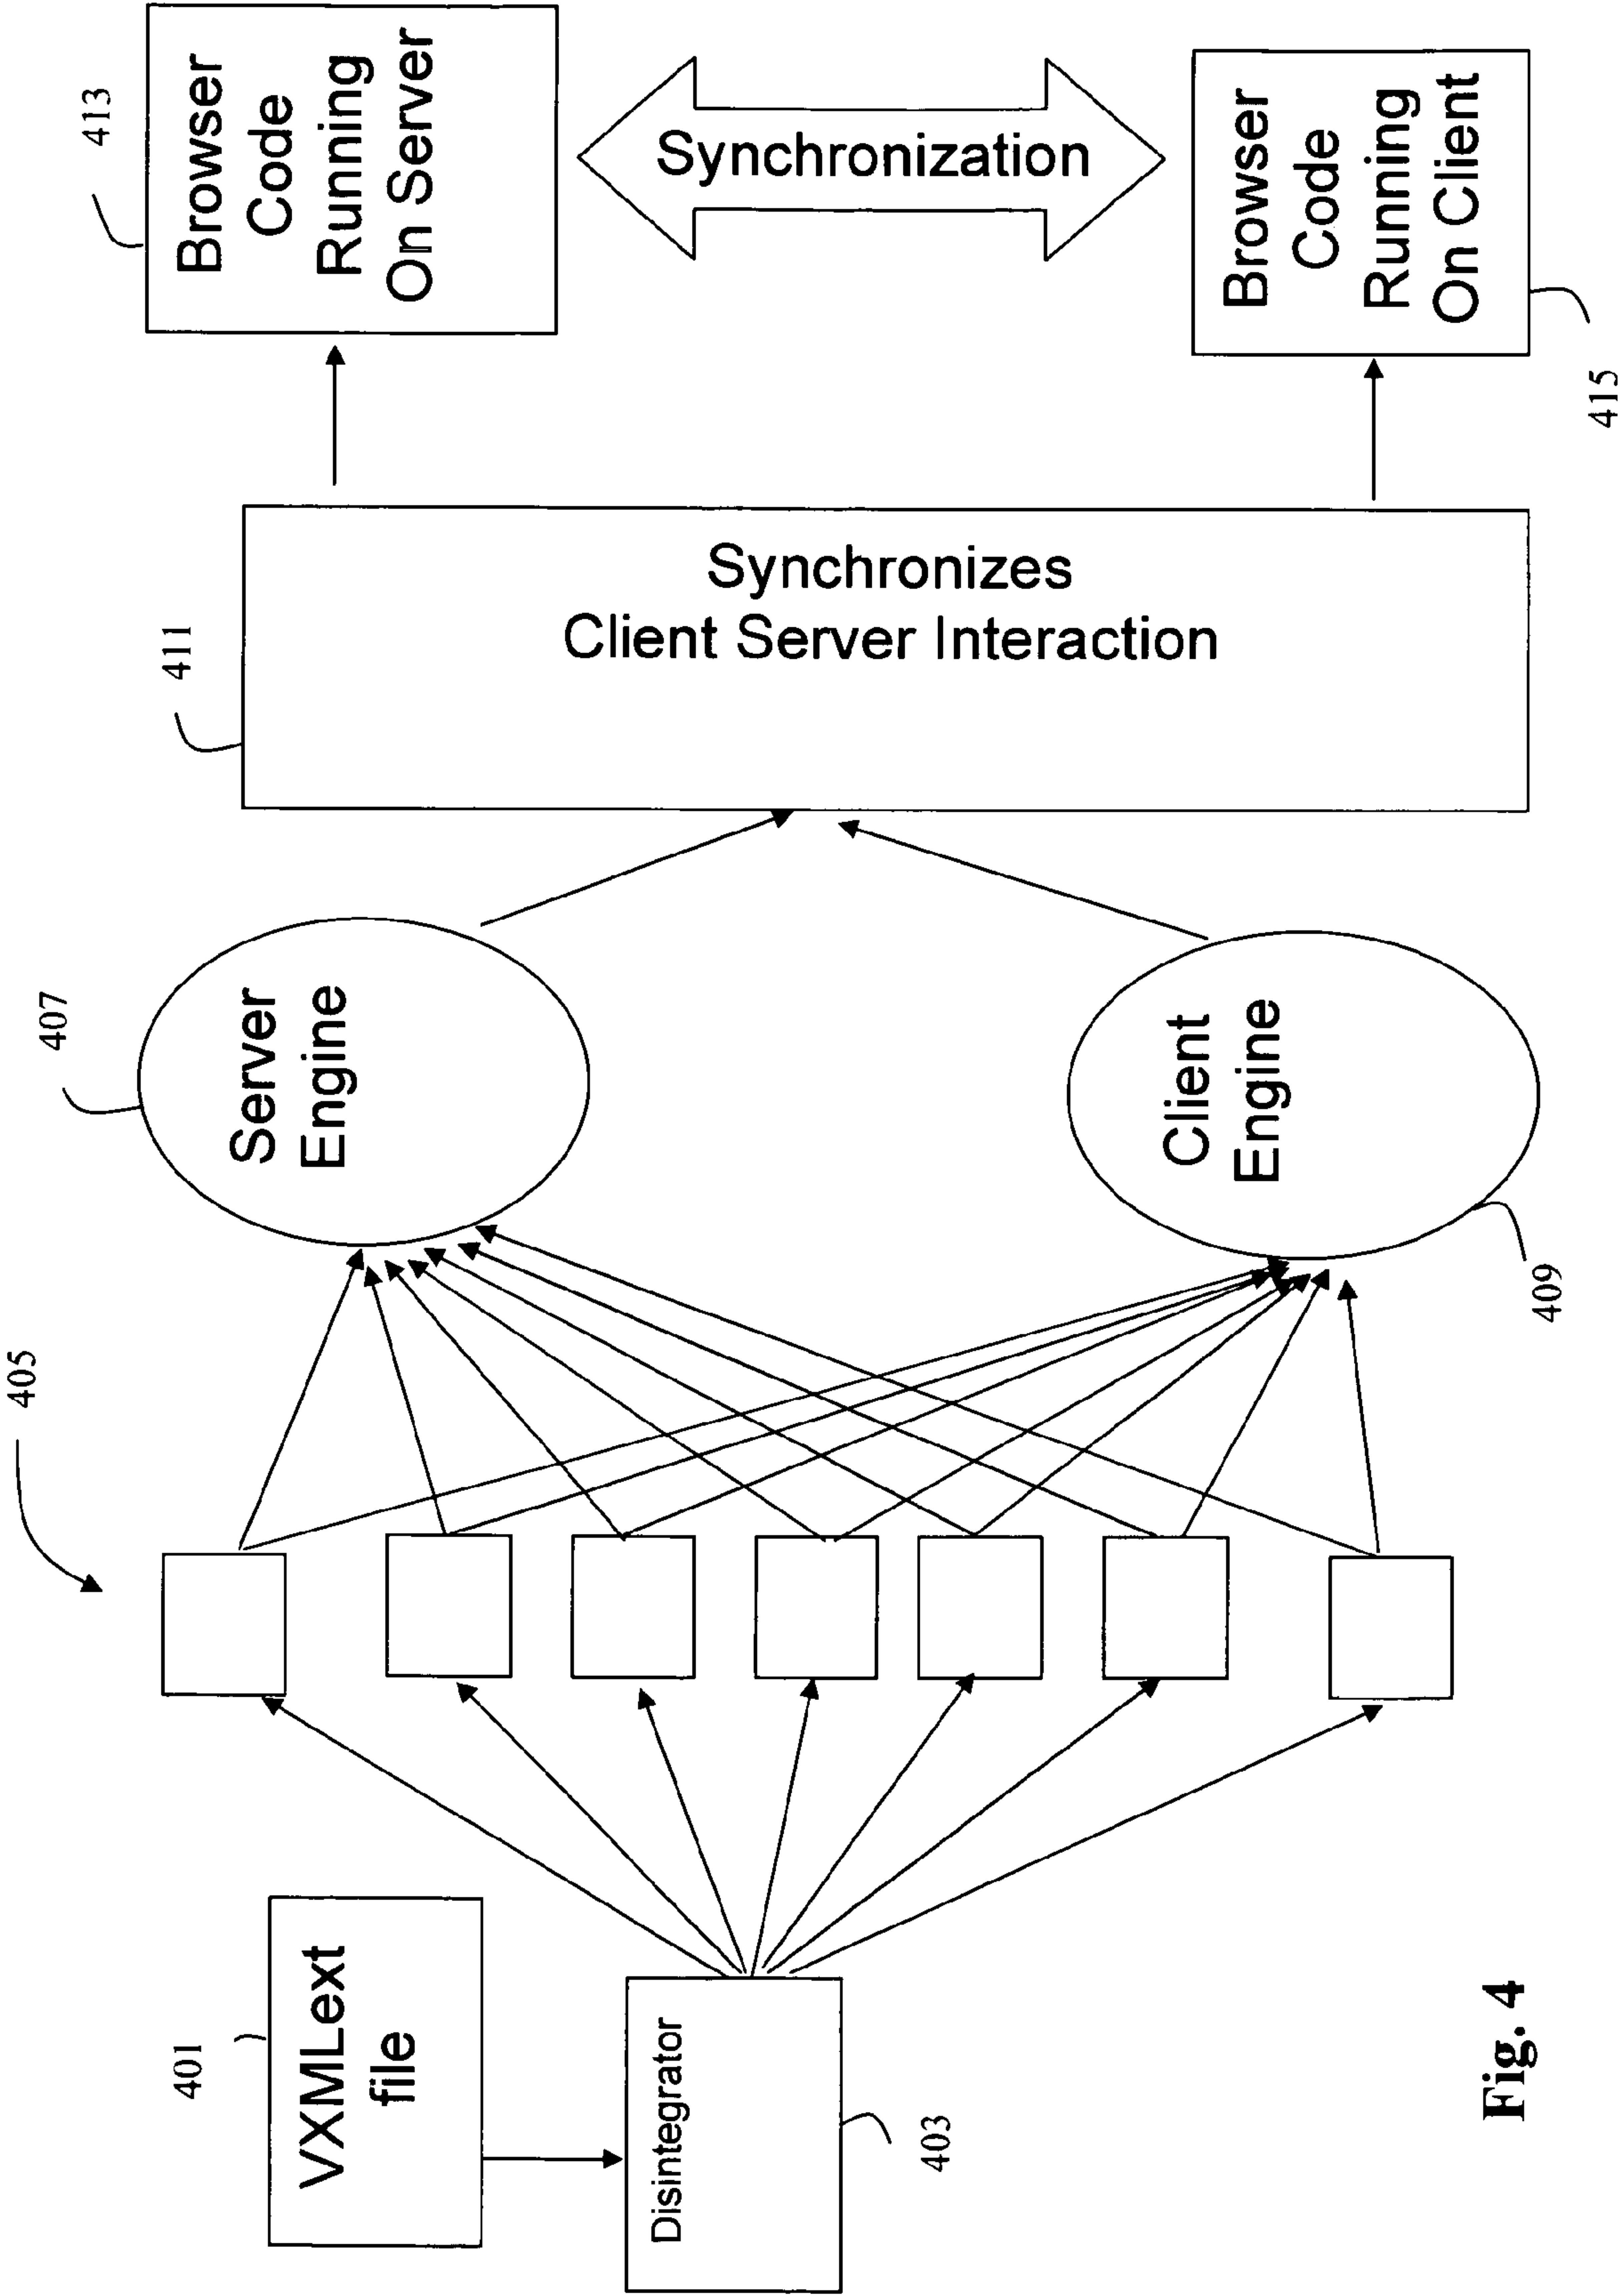 401
VXMLext
file
Disintegrator
403
405
407
Server
Engine
Client
Engine
409
411
Synchronizes
Client Server Interaction
413
Browser
Code
Running
On Server
Synchronization
Browser
Code
Running
On Client
415
Fig. 4